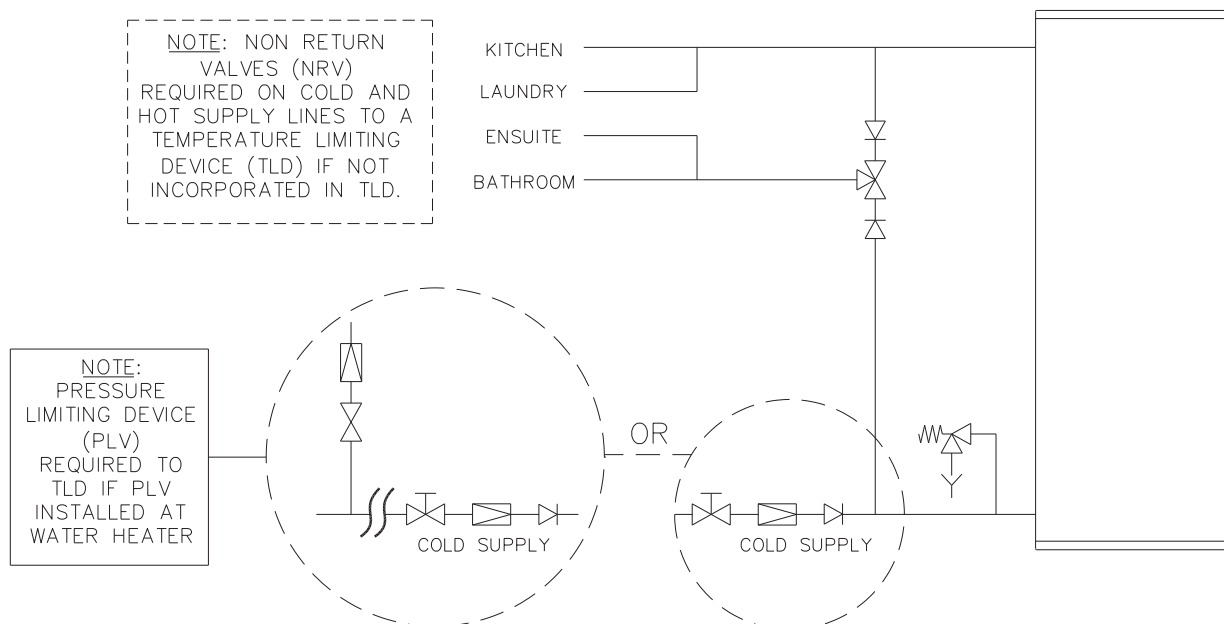 NOTE: NON RETURN
VALVES (NRV)
REQUIRED ON COLD AND
HOT SUPPLY LINES TO A
TEMPERATURE LIMITING
DEVICE (TLD) IF NOT
INCORPORATED IN TLD.
KITCHEN
LAUNDRY
ENSUITE
BATHROOM
NOTE:
PRESSURE
LIMITING DEVICE
(PLV)
REQUIRED TO
TLD IF PLV
INSTALLED AT
WATER HEATER
OR
COLD SUPPLY
COLD SUPPLY